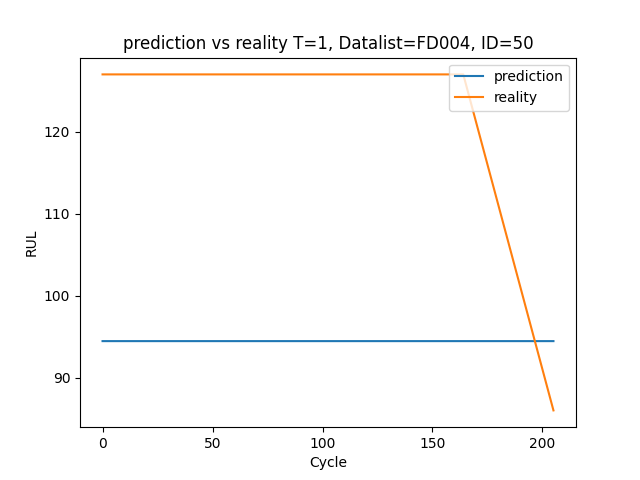 prediction vs reality T=1, Datalist=FD004, ID=50
prediction
reality
120
110
100
90
RUL
0 50 100 150 200
Cycle